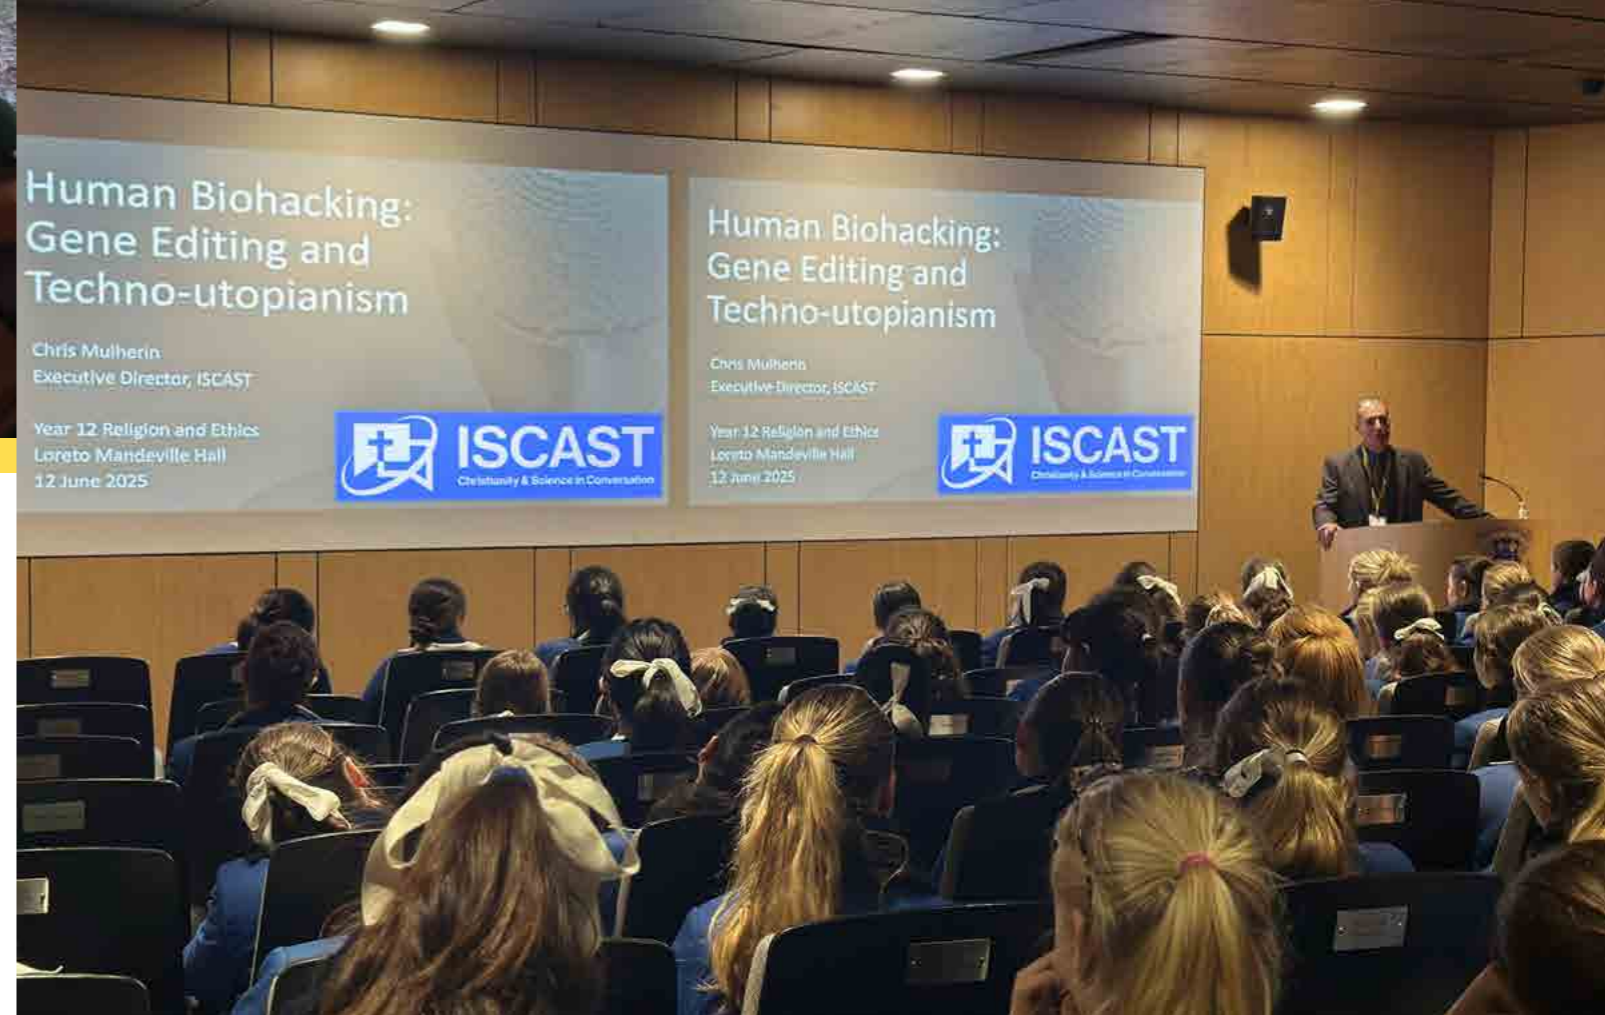 Human Biohacking:
Gene Editing and
Techno-utopianism
Chris Mulherin
Executive Director, ISCAST
Year 12 Religion and Ethics
Loreto Mandeville Hall
12 June 2025
ISCAST
Christianity & Science in Conversation
Human Biohacking:
Gene Editing and
Techno-utopianism
Chris Mulherin
Executive Director, ISCAST
Year 12 Religion and Ethics
Loreto Mandeville Hall
12 June 2025
ISCAST
Christianity & Science in Conversation